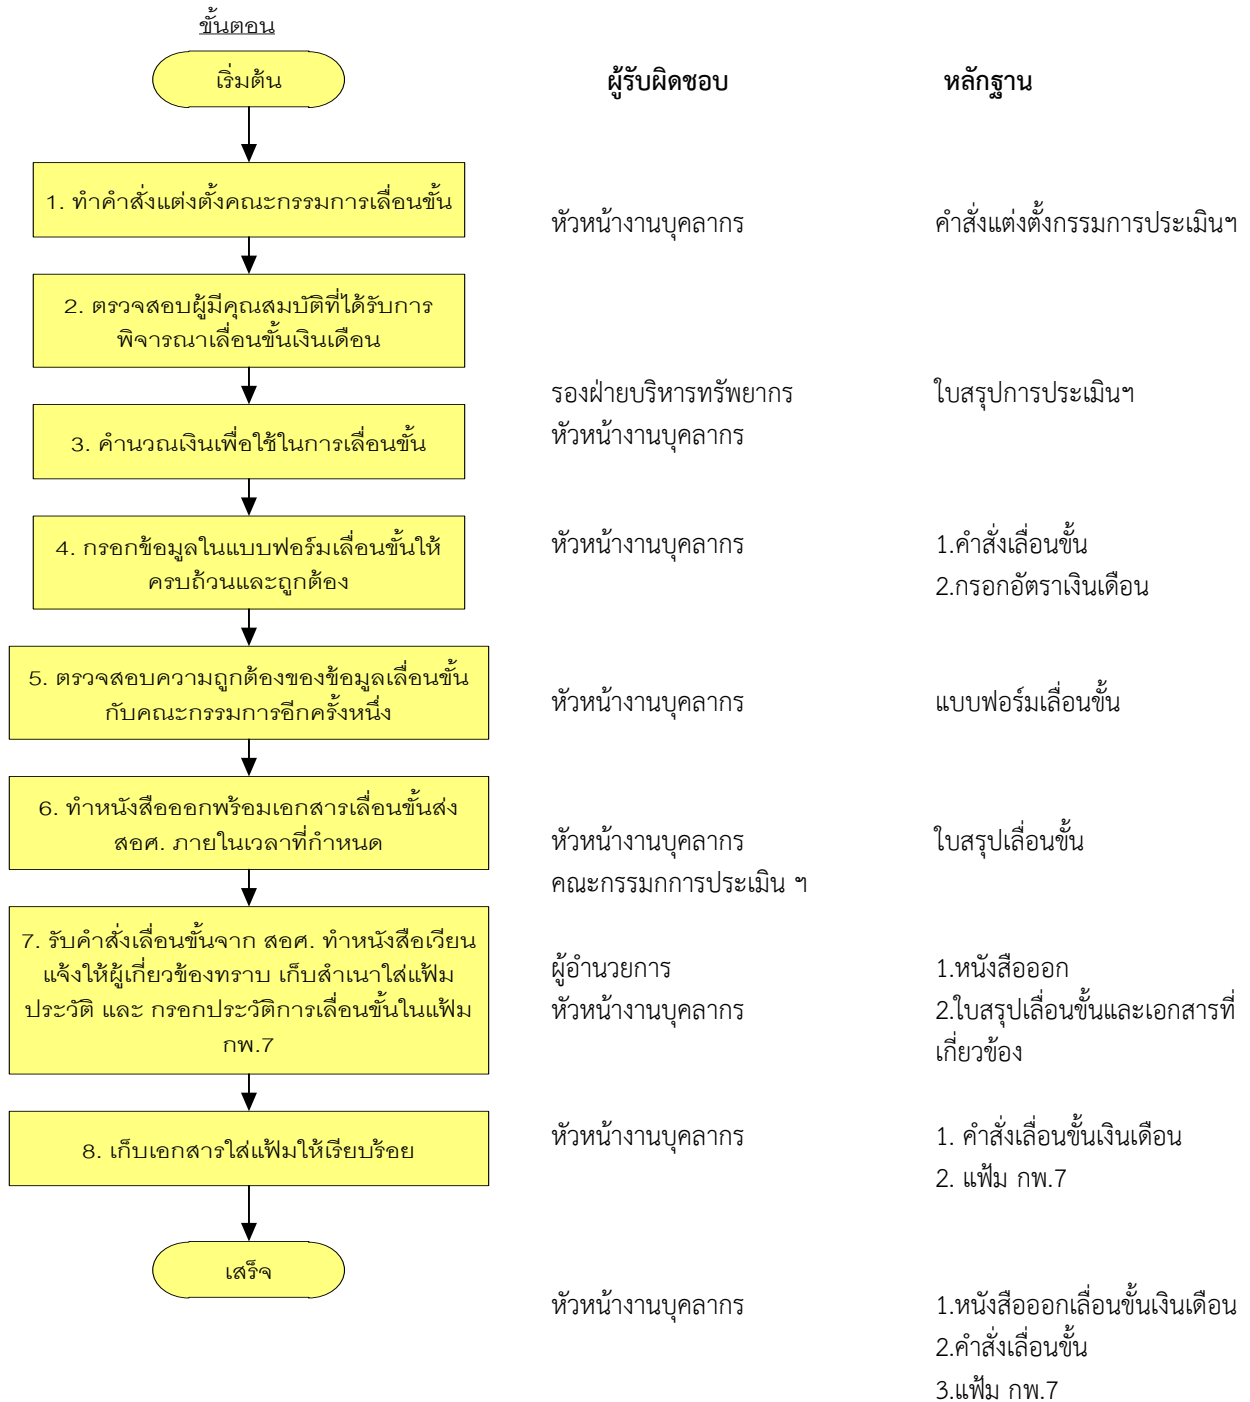 ขั้นตอน
เริ่มต้น
ผู้รับผิดชอบ
หลักฐาน
1. ทำคำสั่งแต่งตั้งคณะกรรมการเลื่อนขั้น
หัวหน้างานบุคลากร
คำสั่งแต่งตั้งกรรมการประเมินฯ
2. ตรวจสอบผู้มีคุณสมบัติที่ได้รับการ
พิจารณาเลื่อนขั้นเงินเดือน
รองฝ่ายบริหารทรัพยากร
หัวหน้างานบุคลากร
ใบสรุปการประเมินฯ
3. คำนวณเงินเพื่อใช้ในการเลื่อนขั้น
หัวหน้างานบุคลากร
1.คำสั่งเลื่อนขั้น
2.กรอกอัตราเงินเดือน
4. กรอกข้อมูลในแบบฟอร์มเลื่อนขั้นให้
ครบถ้วนและถูกต้อง
หัวหน้างานบุคลากร
แบบฟอร์มเลื่อนขั้น
5. ตรวจสอบความถูกต้องของข้อมูลเลื่อนขั้น
กับคณะกรรมการอีกครั้งหนึ่ง
หัวหน้างานบุคลากร
คณะกรรมกการประเมิน ฯ
ใบสรุปเลื่อนขั้น
6. ทำหนังสือออกพร้อมเอกสารเลื่อนขั้นส่ง
สอศ. ภายในเวลาที่กำหนด
ผู้อำนวยการ
หัวหน้างานบุคลากร
1.หนังสือออก
2.ใบสรุปเลื่อนขั้นและเอกสารที่
เกี่ยวข้อง
7. รับคำสั่งเลื่อนขั้นจาก สอศ. ทำหนังสือเวียน
แจ้งให้ผู้เกี่ยวข้องทราบ เก็บสำเนาใส่แฟ้ม
ประวัติ และ กรอกประวัติการเลื่อนขั้นในแฟ้ม
กพ.7
หัวหน้างานบุคลากร
1. คำสั่งเลื่อนขั้นเงินเดือน
2. แฟ้ม กพ.7
8. เก็บเอกสารใส่แฟ้มให้เรียบร้อย
เสร็จ
หัวหน้างานบุคลากร
1.หนังสือออกเลื่อนขั้นเงินเดือน
2.คำสั่งเลื่อนขั้น
3.แฟ้ม กพ.7